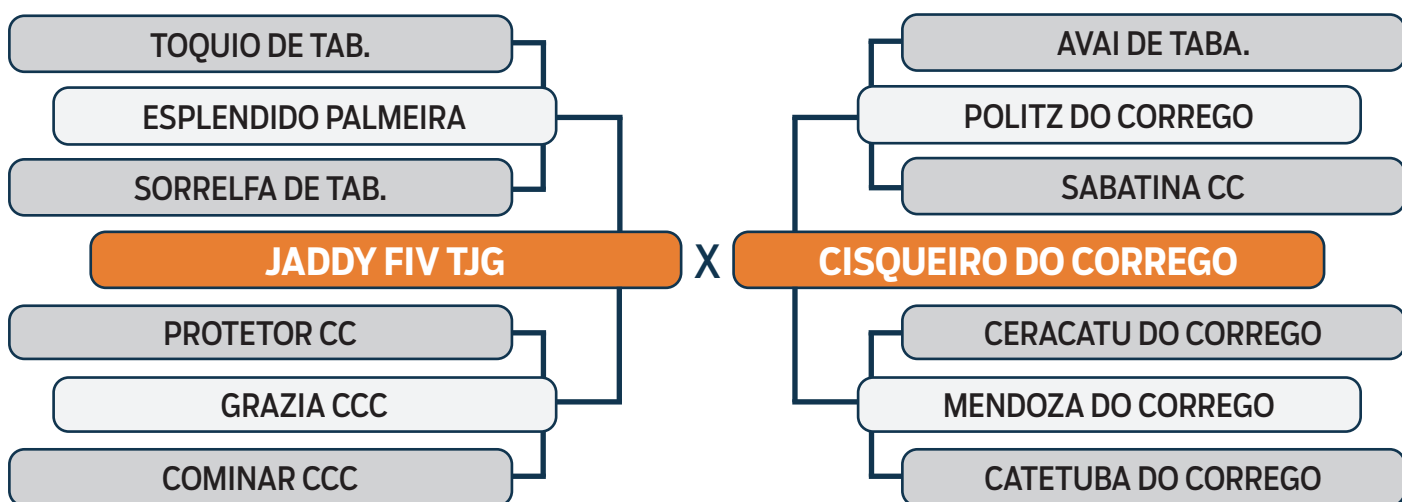 TOQUIO DE TAB.
AVAI DE TABA.
ESPLENDIDO PALMEIRA
POLITZ DO CORREGO
SORRELFA DE TAB.
SABATINA CC
JADDY FIV TJG X CISQUEIRO DO CORREGO
PROTETOR CC
CERACATU DO CORREGO
GRAZIA CCC
MENDOZA DO CORREGO
COMINAR CCC
CATETUBA DO CORREGO